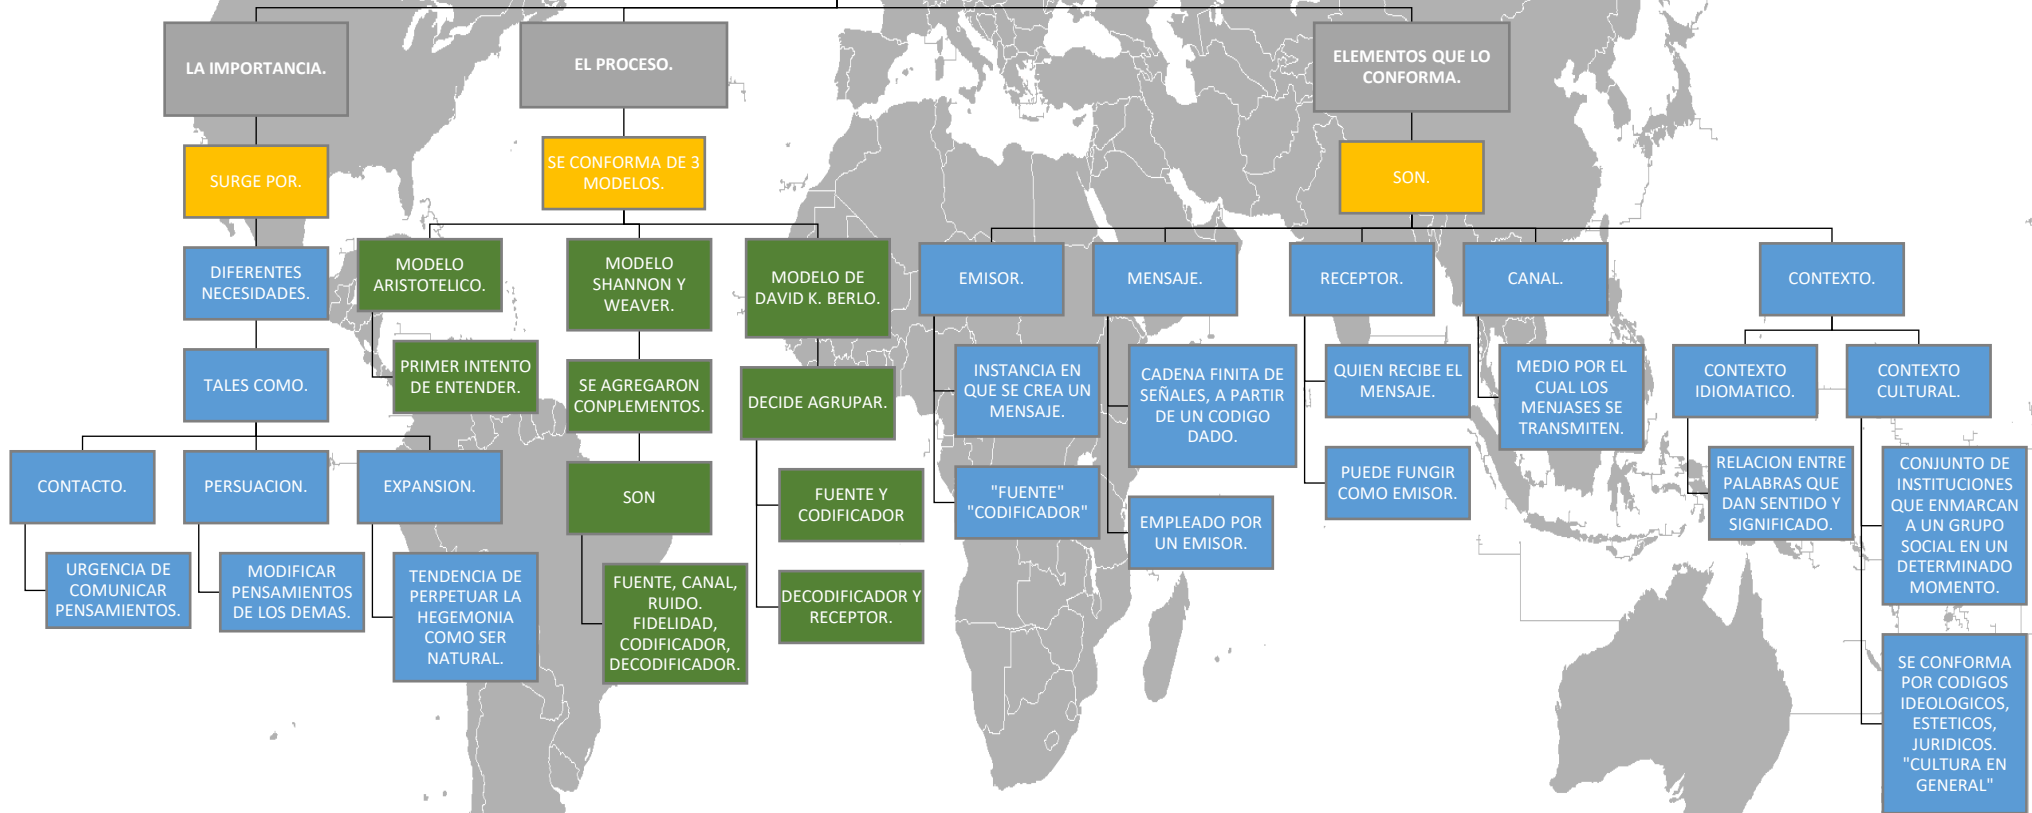 LA IMPORTANCIA.
SURGE POR.
DIFERENTES
NECESIDADES.
TALES COMO.
CONTACTO.
URGENCIA DE
COMUNICAR
PENSAMIENTOS.
PERSUACION.
MODIFICAR
PENSAMIENTOS
DE LOS DEMAS.
EXPANSION.
TENDENCIA DE
PERPETUAR LA
HEGEMONIA
COMO SER
NATURAL.
EL PROCESO.
SE CONFORMA DE 3
MODELOS.
MODELO
ARISTOTELICO.
PRIMER INTENTO
DE ENTENDER.
MODELO
SHANNON Y
WEAVER.
SE AGREGARON
CONPLEMENTOS.
SON
FUENTE, CANAL,
RUIDO.
FIDELIDAD,
CODIFICADOR,
DECODIFICADOR.
MODELO DE
DAVID K. BERLO.
DECIDE AGRUPAR.
FUENTE Y
CODIFICADOR
DECODIFICADOR Y
RECEPTOR.
ELEMENTOS QUE LO
CONFORMA.
SON.
EMISOR.
INSTANCIA EN
QUE SE CREA UN
MENSAJE.
"FUENTE"
"CODIFICADOR"
MENSAJE.
CADENA FINITA DE
SEÑALES, A PARTIR
DE UN CODIGO
DADO.
EMPLEADO POR
UN EMISOR.
RECEPTOR.
QUIEN RECIBE EL
MENSAJE.
PUEDE FUNGIR
COMO EMISOR.
CANAL.
MEDIO POR EL
CUAL LOS
MENJASES SE
TRANSMITEN.
CONTEXTO.
CONTEXTO
IDIOMATICO.
RELACION ENTRE
PALABRAS QUE
DAN SENTIDO Y
SIGNIFICADO.
CONTEXTO
CULTURAL.
CONJUNTO DE
INSTITUCIONES
QUE ENMARCAN
A UN GRUPO
SOCIAL EN UN
DETERMINADO
MOMENTO.
SE CONFORMA
POR CODIGOS
IDEOLOGICOS,
ESTETICOS,
JURIDICOS.
"CULTURA EN
GENERAL"